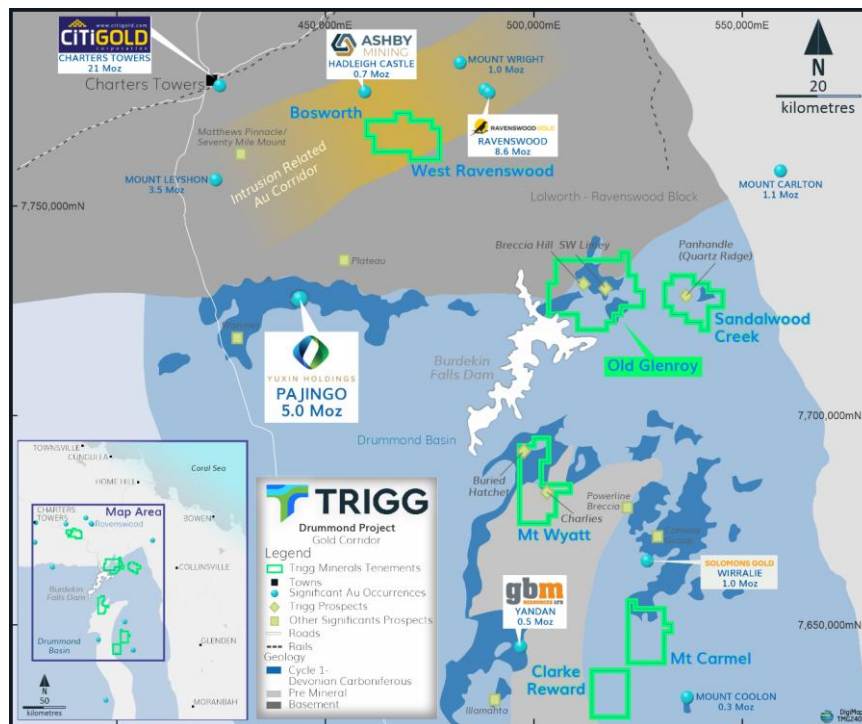 450,000mE
500,000mE
550,000mE
www.citigold.com
CITIGOLD
corporation
CHARTERS TOWERS
21 Moz
Charters Towers
ASHBY
MINING
HADLEIGH CASTLE
0.7 Moz
MOUNT WRIGHT
1.0 Moz
N
20
kilometres
Bosworth
RAVENSWOOD GOLD
RAVENSWOOD
8.6 Moz
Matthews Pinnacle/
Seventy Mile Mount
West Ravenswood
MOUNT LEYSHON
3.5 Moz
Intrusion Related
Au Corridor
MOUNT CARLTON
1.1 Moz
Lolworth - Ravenswood Block
7,750,000mN
Breccia Hill
SW Limey
Panhandle
(Quartz Ridge)
Plateau
Sandalwood
Creek
YUXIN HOLDINGS
PAJINGO
5.0 Moz
Burdekin
Falls Dam
Old Glenroy
Drummond Basin
7,700,000mN
Buried
Hatchet
Charlies
Powerline
Breccia
Mt Wyatt
SOLOMONS GOLD
WIRRALIE
1.0 Moz
gbm
RESOURCES LTD
YANDAN
0.5 Moz
7,650,000mN
Mt Carmel
Clarke
Reward
MOUNT COOLON
0.3 Moz
Illamahta
TOWNSVILLE
CUNGULLA
Coral Sea
HOME HILL
Map Area
CHARTERS
TOWERS
Ravenswood
BOWEN
COLLINSVILLE
Burdekin
Falls Dam
Drummond
Basin
GLENDEN
N
50
kilometres
MORANBAH
TRIGG
Drummond Project
Gold Corridor
Legend
Trigg Minerals Tenements
Towns
Significant Au Occurrences
Trigg Prospects
Other Significants Prospects
Roads
Rails
Geology
Cycle 1-
Devonian Carboniferous
Pre Mineral
Basement